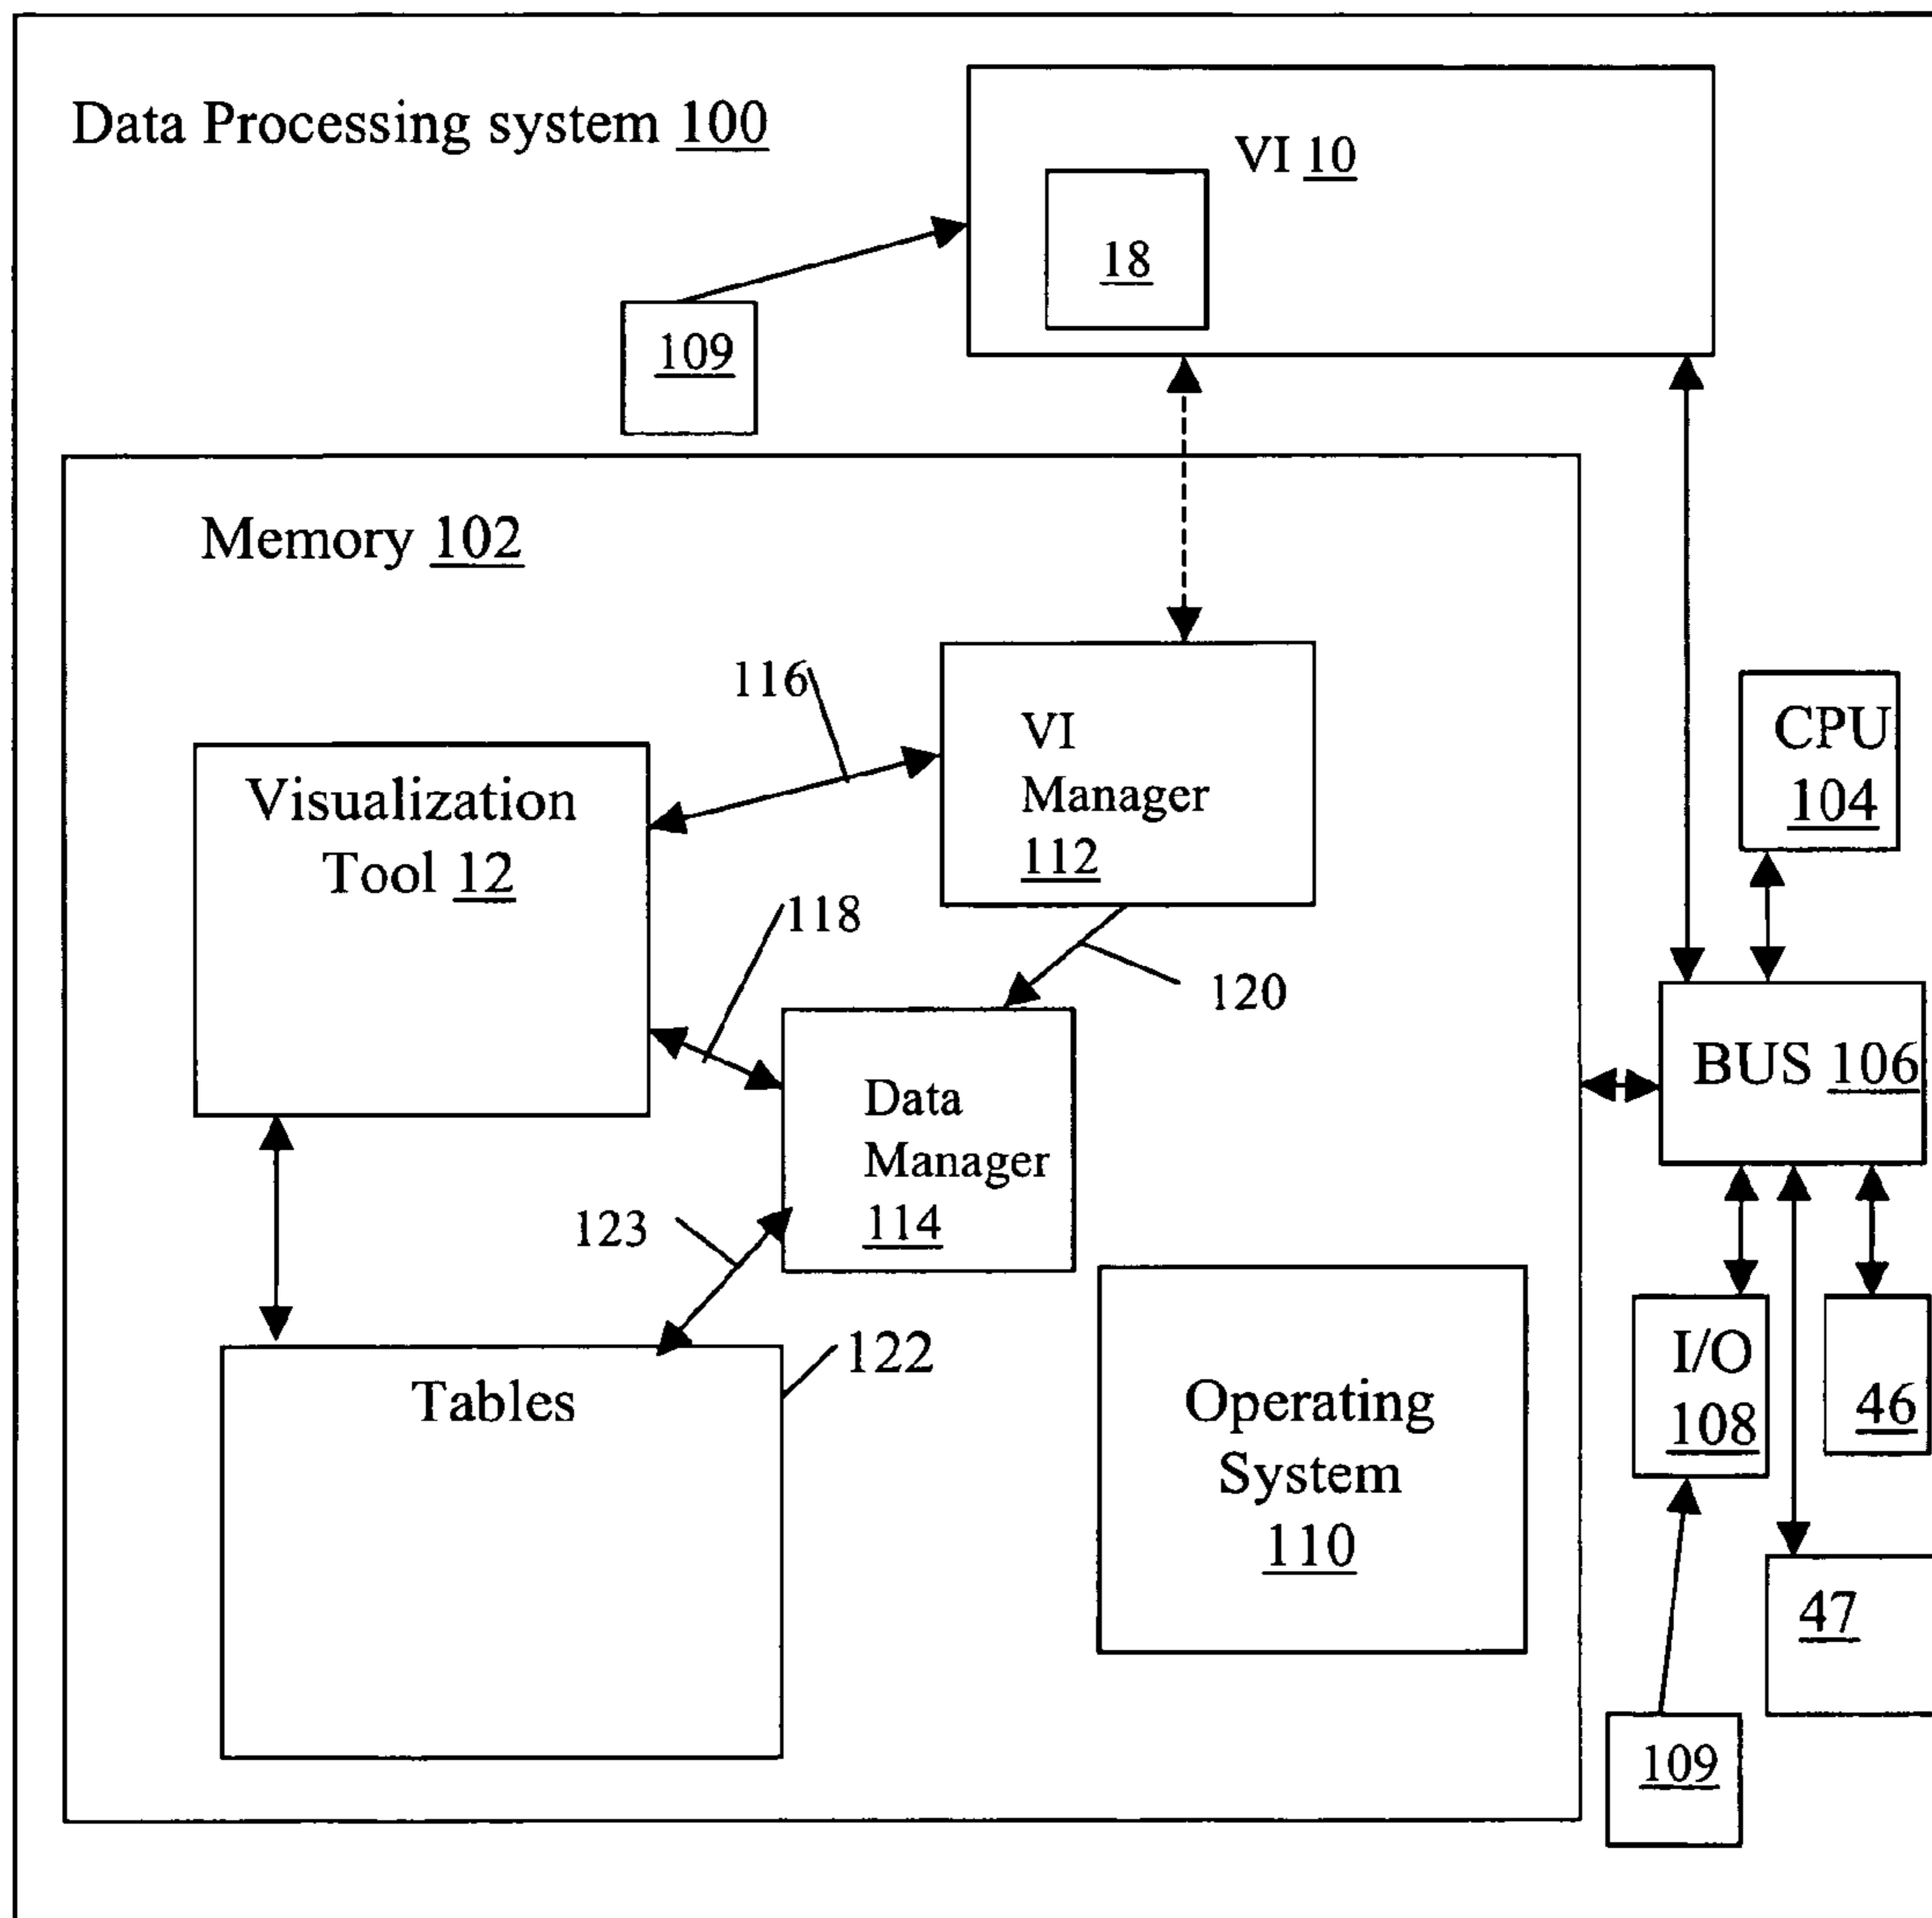 Data Processing system 100
VI 10
18
109
Memory 102
116
VI
Manager
112
Visualization
Tool 12
118
120
CPU
104
BUS 106
Data
Manager
114
123
122
Tables
Operating
System
110
I/O
108
46
47
109